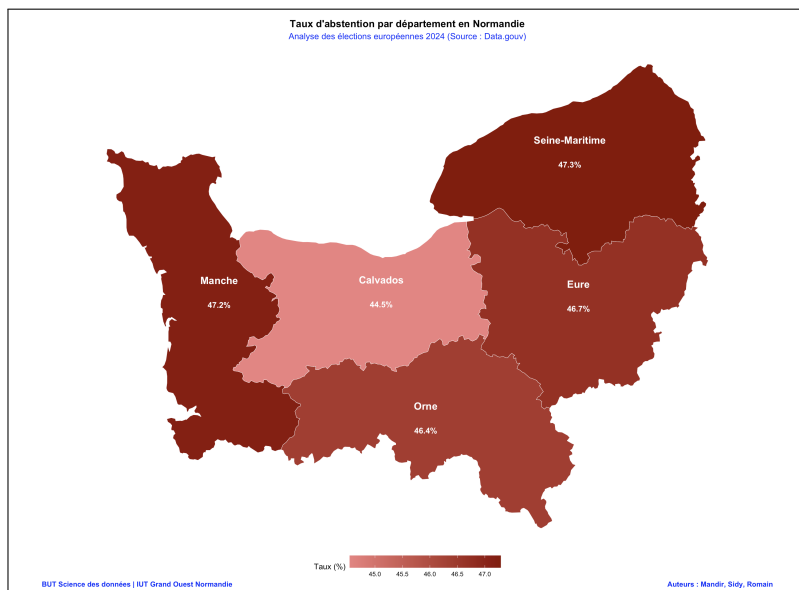 Taux d'abstention par département en Normandie
Analyse des élections européennes 2024 (Source : Data.gouv)
Seine-Maritime
47.3%
Manche
47.2%
Calvados
44.5%
Eure
46.7%
Orne
46.4%
Taux (%)
45.0 45.5 46.0 46.5 47.0
BUT Science des données | IUT Grand Ouest Normandie
Auteurs : Mandir, Sidy, Romain